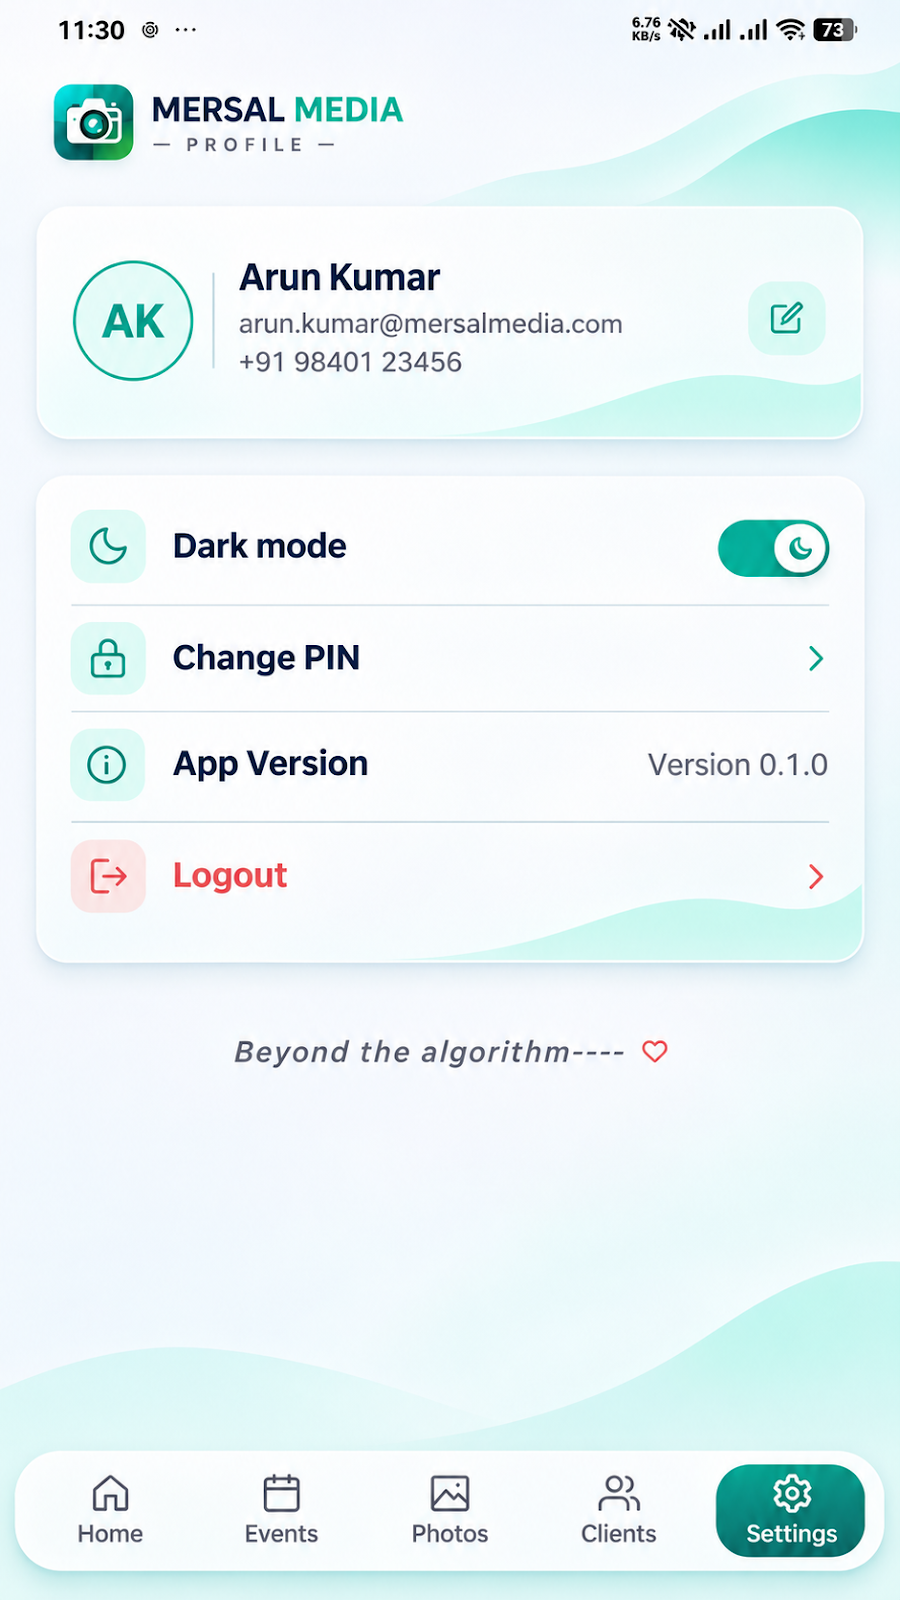 11:30
6.76 KB/s
73
MERSAL MEDIA
— PROFILE —
AK
Arun Kumar
arun.kumar@mersalmedia.com
+91 98401 23456
Dark mode
Change PIN
App Version Version 0.1.0
Logout
Beyond the algorithm----
Home Events Photos Clients Settings